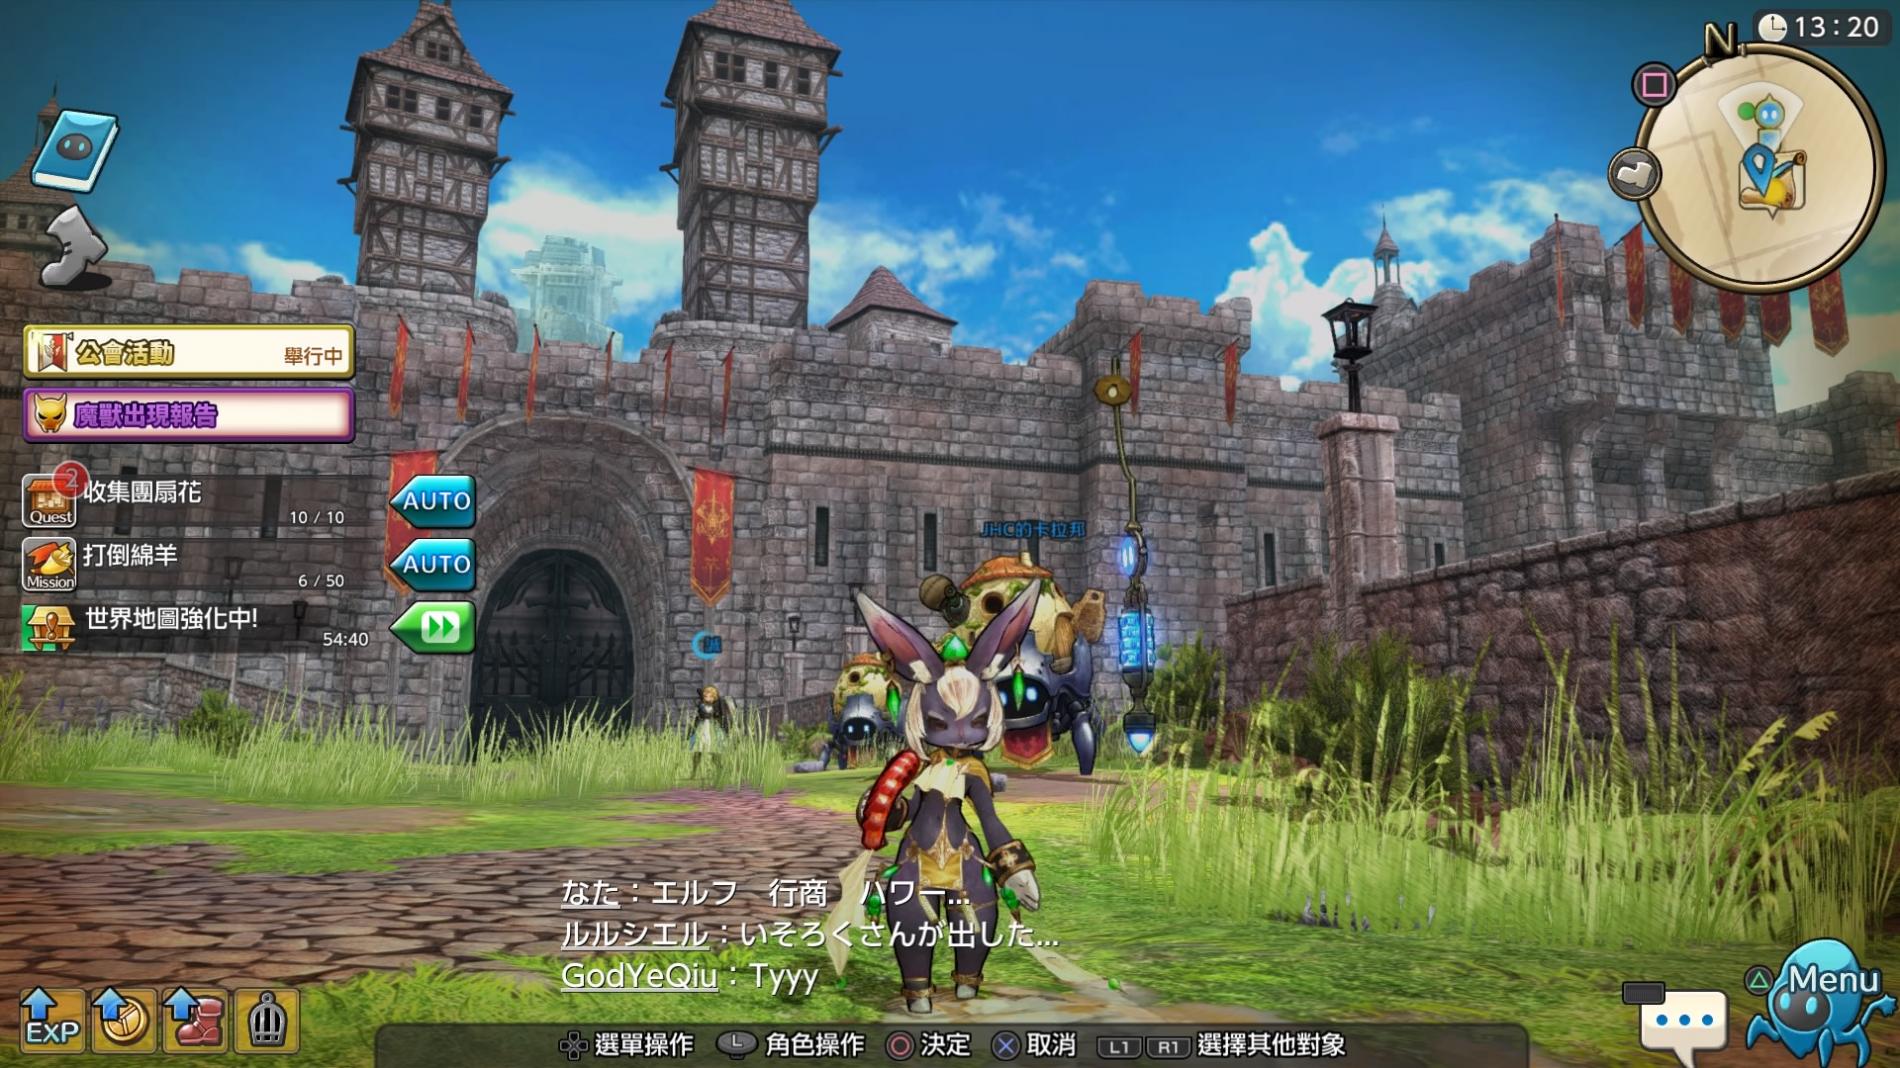 N
13:20
公會活動 舉行中
魔獸出現報告
2
收集團扇花
Quest
10 / 10
AUTO
打倒綿羊
Mission
6 / 50
AUTO
世界地圖強化中!
54:40
JHC的卡拉邦
なた：エルフ 行商 ハワー...
ルルシエル：いそろくさんが出した...
GodYeQiu：Tyyy
EXP
Menu
選單操作 L 角色操作 決定 取消 L1 R1 選擇其他對象